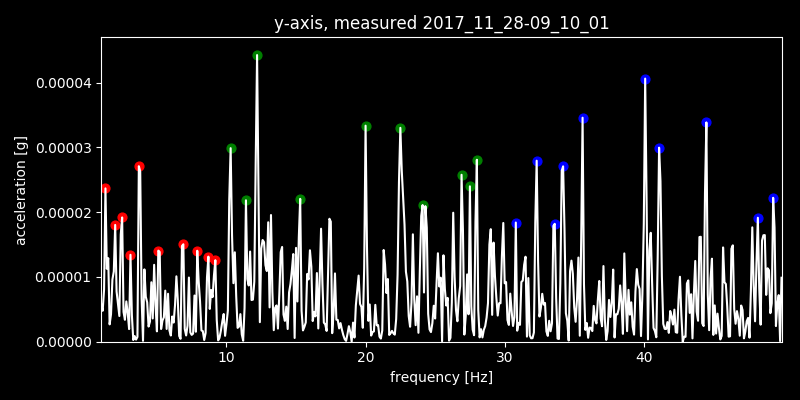 y-axis, measured 2017_11_28-09_10_01
acceleration [g]
0.00004
0.00003
0.00002
0.00001
0.00000
10 20 30 40
frequency [Hz]